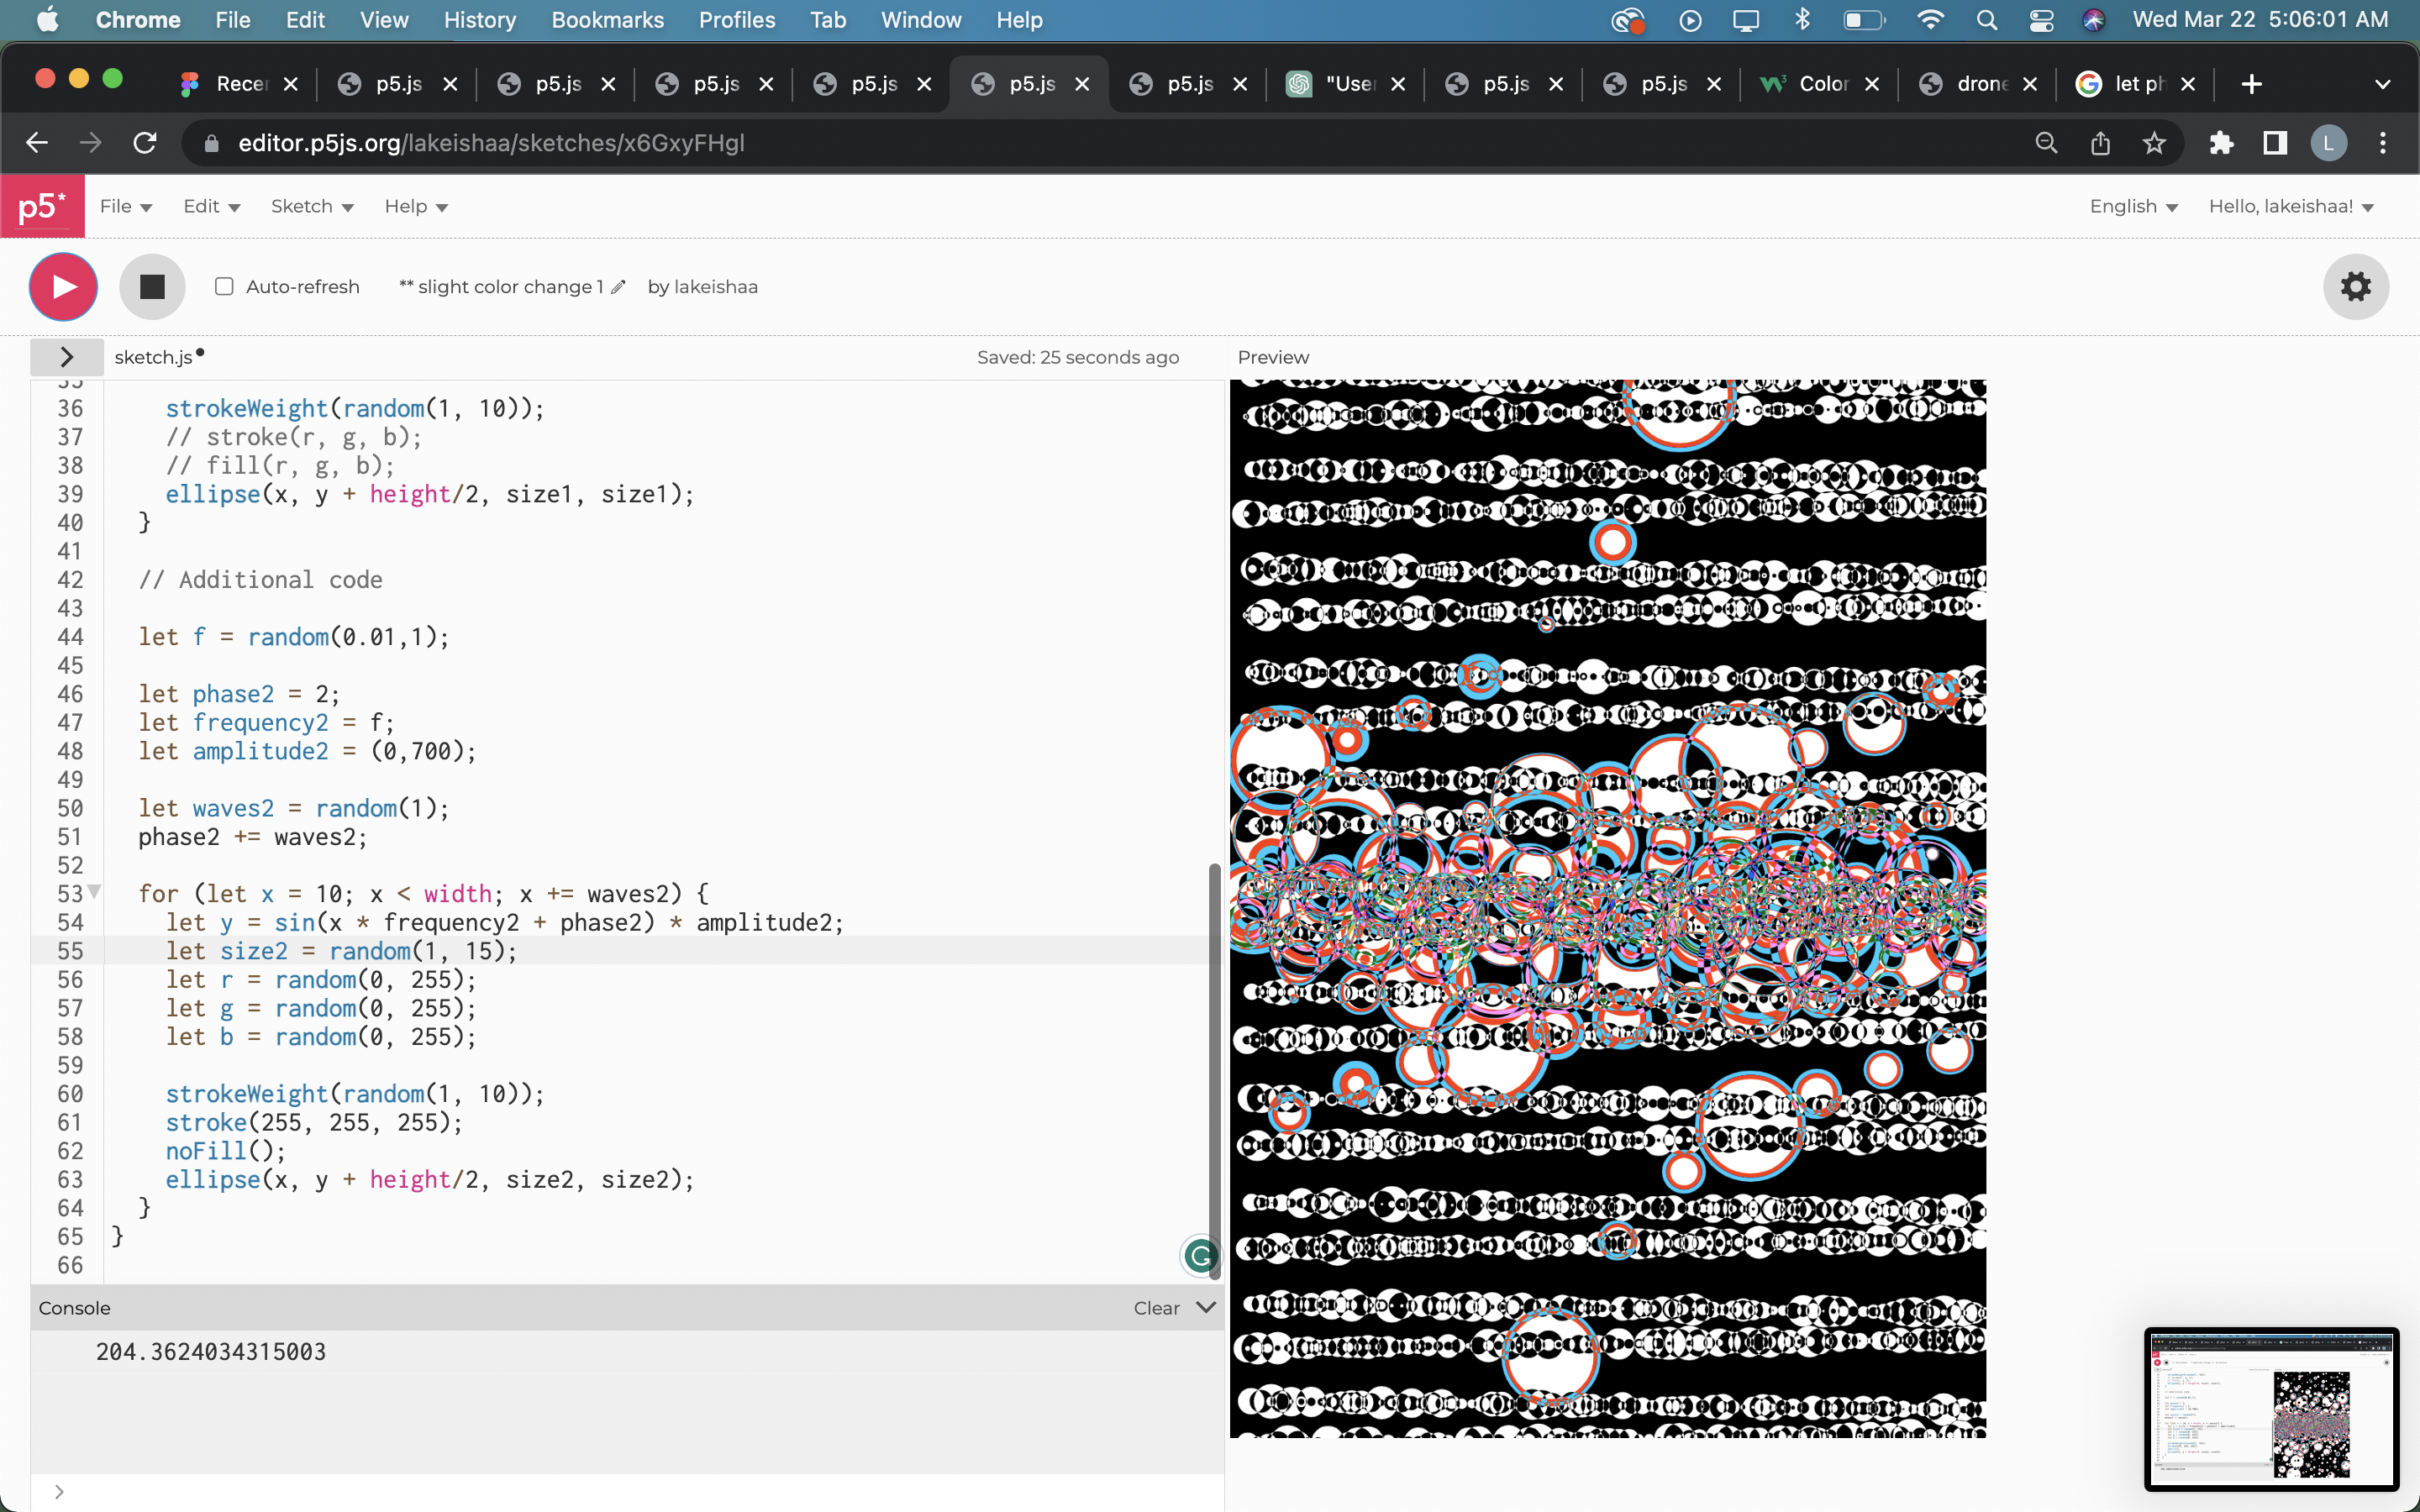 Chrome File Edit View History Bookmarks Profiles Tab Window Help Wed Mar 22 5:06:01 AM
Recer p5.js p5.js p5.js p5.js p5.js p5.js "User p5.js p5.js Color drone let ph
editor.p5js.org/lakeishaa/sketches/x6GxyFHgl L
p5* File Edit Sketch Help English Hello, lakeishaa!
Auto-refresh ** slight color change 1 by lakeishaa
sketch.js Saved: 25 seconds ago Preview
35
36 strokeWeight(random(1, 10));
37 // stroke(r, g, b);
38 // fill(r, g, b);
39 ellipse(x, y + height/2, size1, size1);
40 }
41
42 // Additional code
43
44 let f = random(0.01,1);
45
46 let phase2 = 2;
47 let frequency2 = f;
48 let amplitude2 = (0,700);
49
50 let waves2 = random(1);
51 phase2 += waves2;
52
53 for (let x = 10; x < width; x += waves2) {
54 let y = sin(x * frequency2 + phase2) * amplitude2;
55 let size2 = random(1, 15);
56 let r = random(0, 255);
57 let g = random(0, 255);
58 let b = random(0, 255);
59
60 strokeWeight(random(1, 10));
61 stroke(255, 255, 255);
62 noFill();
63 ellipse(x, y + height/2, size2, size2);
64 }
65 }
66
Console Clear
204.3624034315003
>